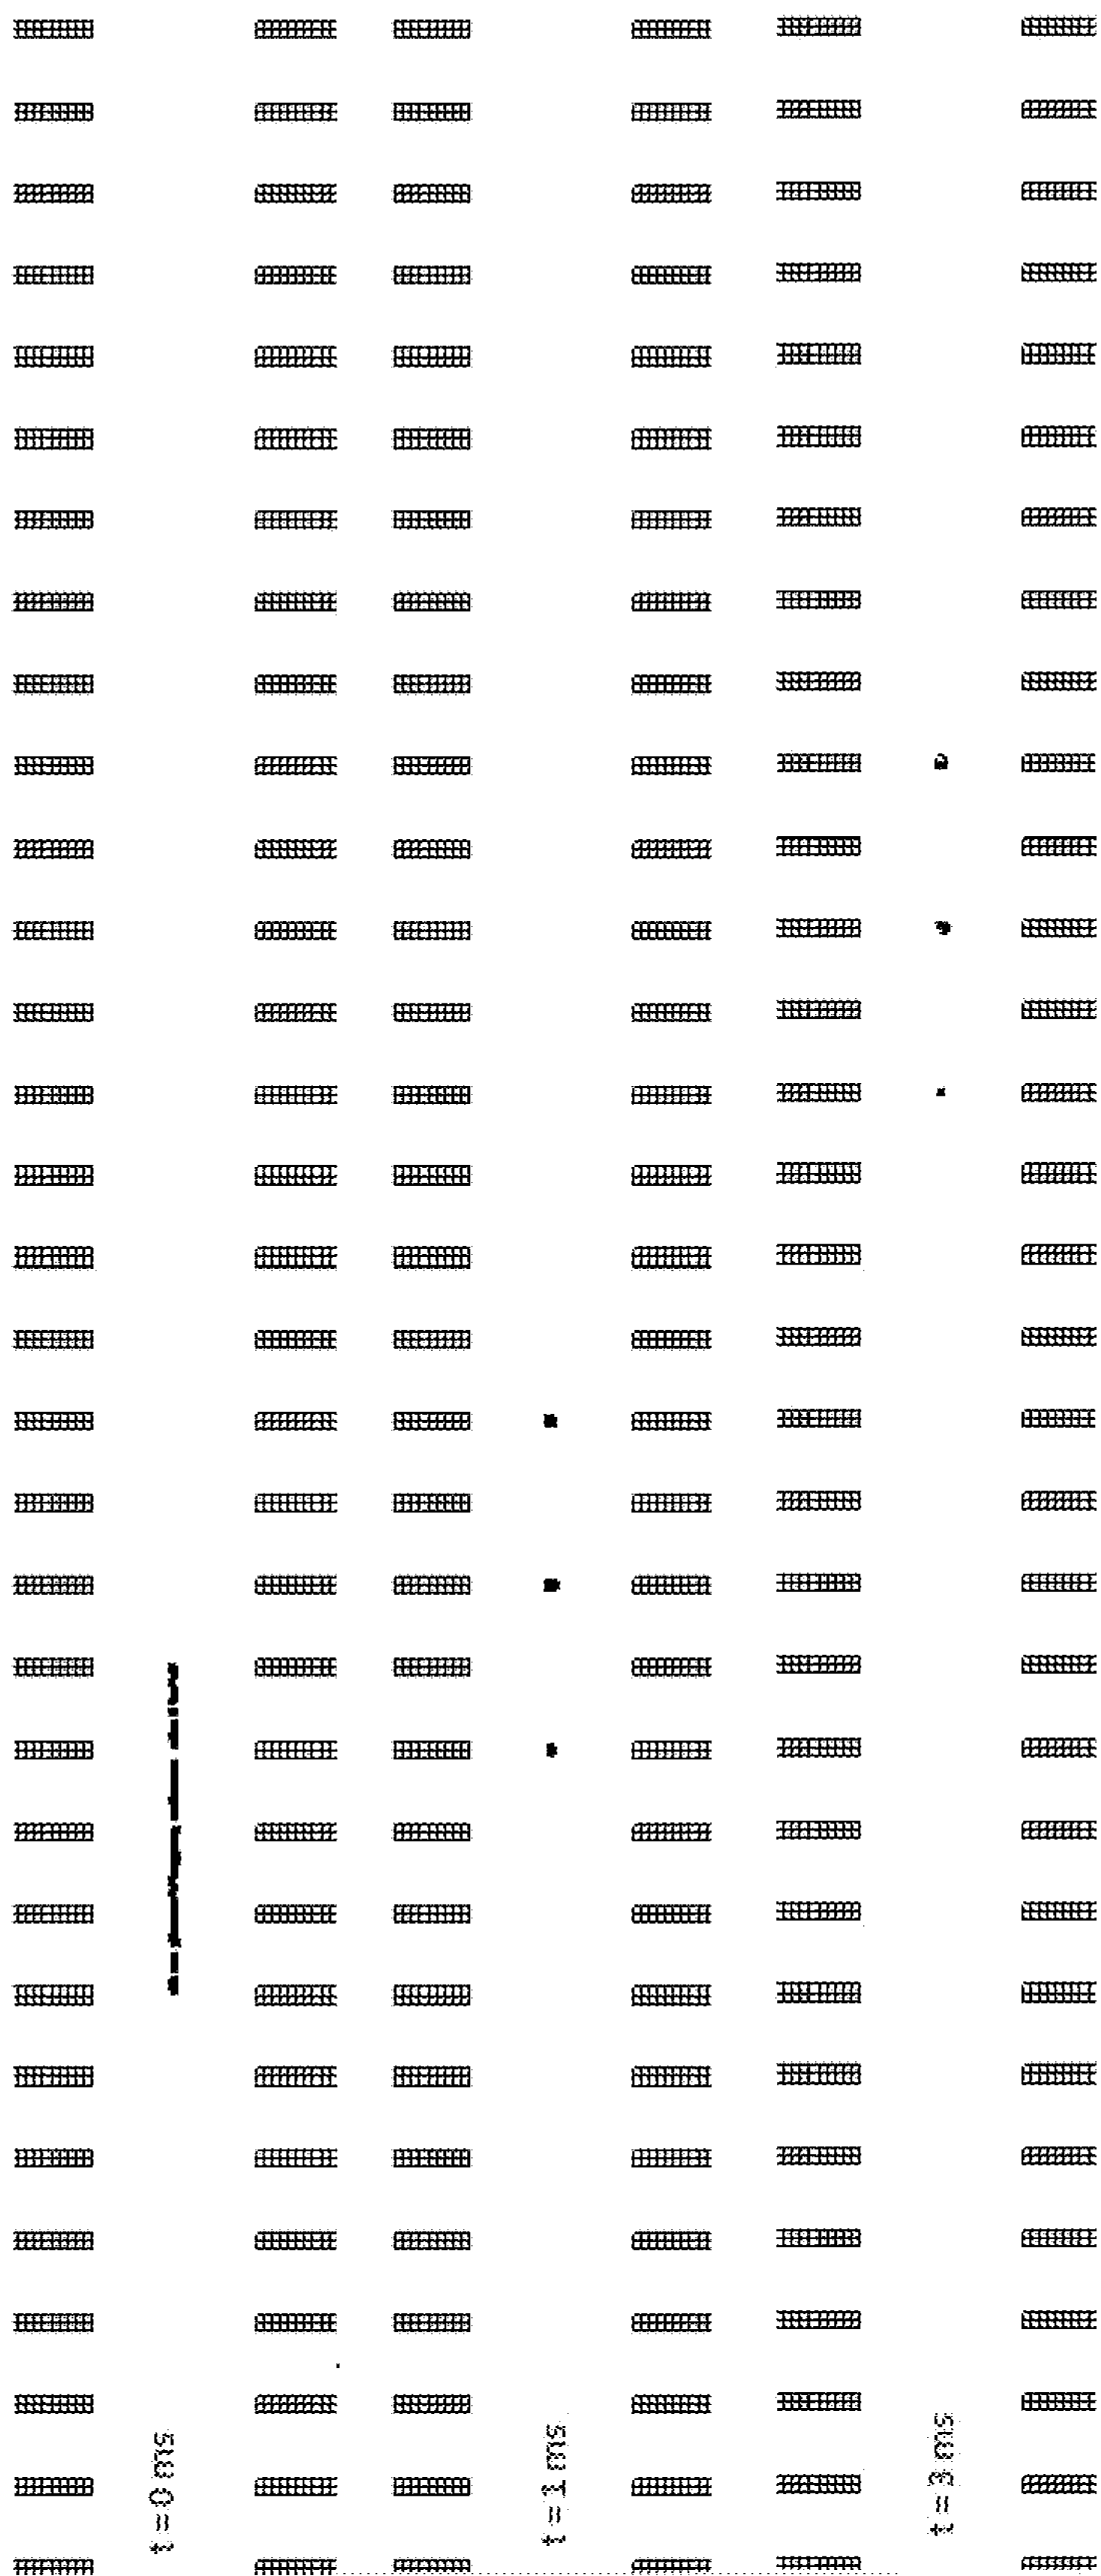 t = 0 ms
t = 1 ms
t = 3 ms